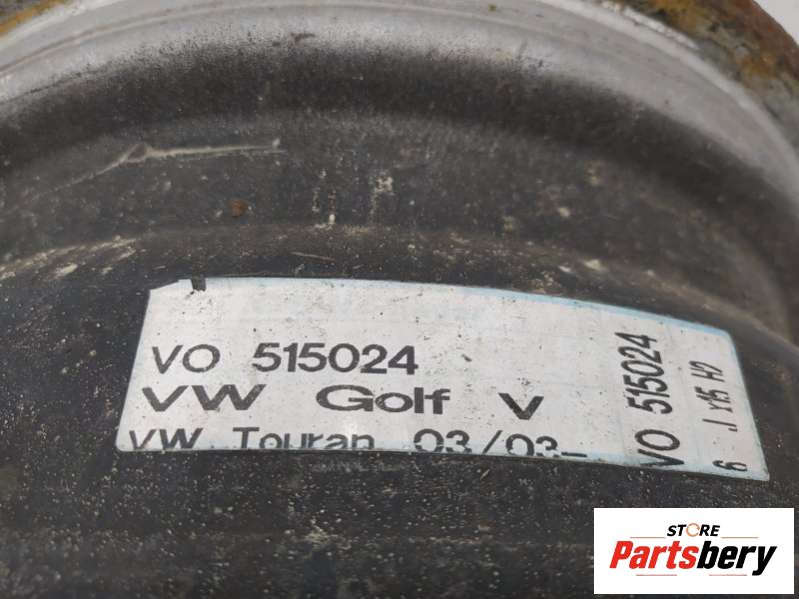 VO 515024
VW Golf V
VW Touran 03/03-
VO 515024
6 J x15 H2
STORE
Partsbery